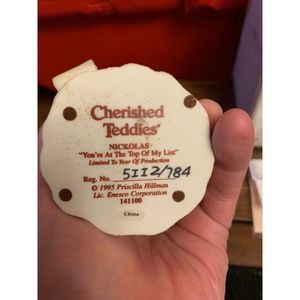 Cherished
Teddies®
NICKOLAS
"You're At The Top Of My List"
Limited To Year Of Production
Reg. No. 5II2/784
© 1995 Priscilla Hillman
Lic. Enesco Corporation
141100
China